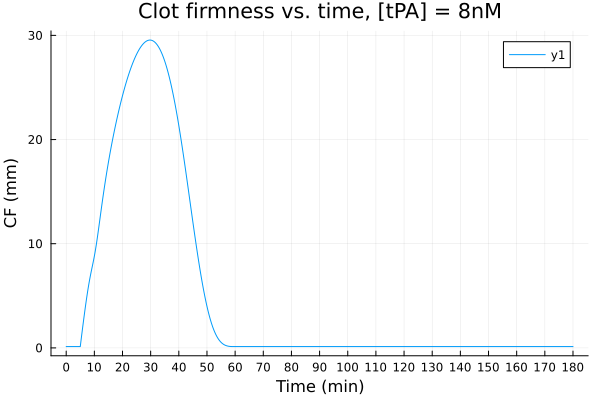 Clot firmness vs. time, [tPA] = 8nM
y1
CF (mm)
30
20
10
0
0 10 20 30 40 50 60 70 80 90 100 110 120 130 140 150 160 170 180
Time (min)